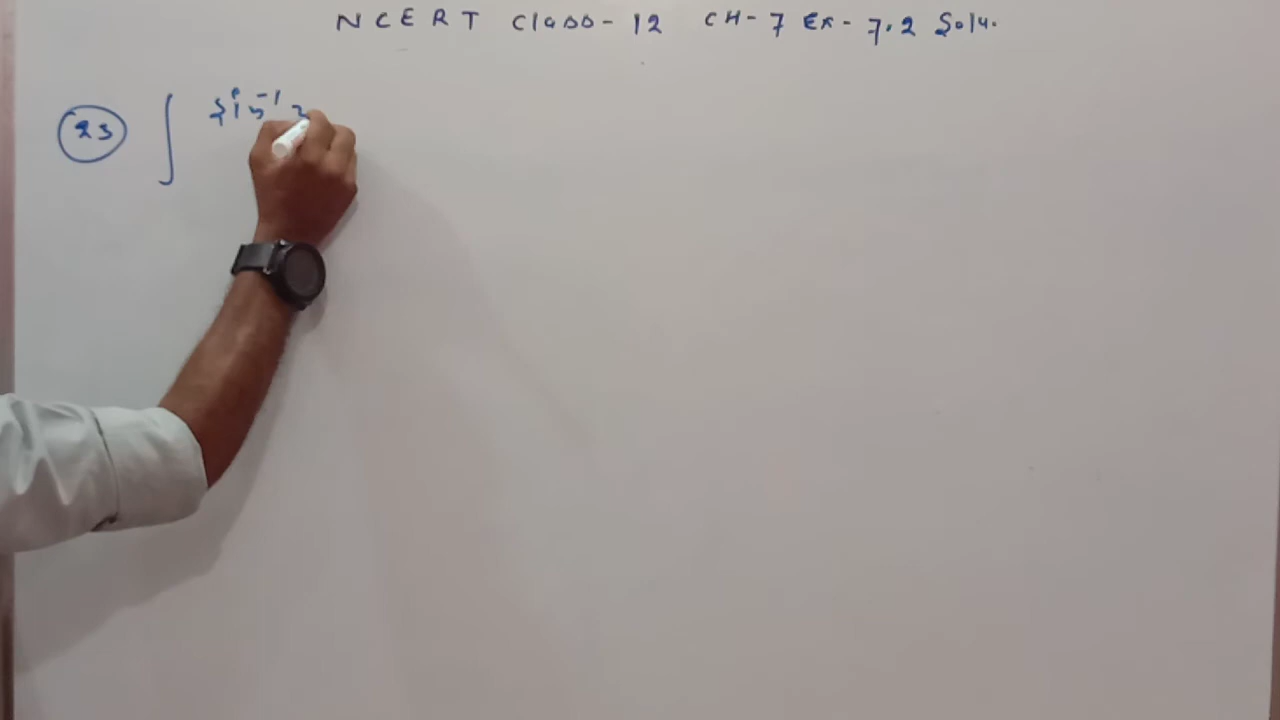 NCERT Class-12 CH-7 Ex-7.2 Solu.
23 ∫ sin⁻¹